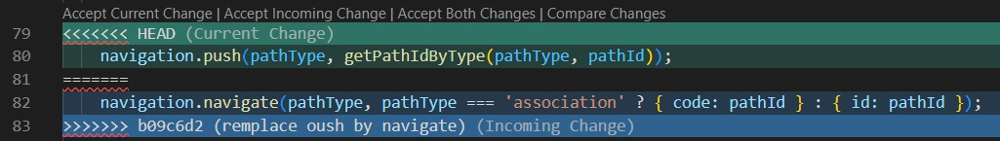 Accept Current Change | Accept Incoming Change | Accept Both Changes | Compare Changes
79 <<<<<<< HEAD (Current Change)
80 navigation.push(pathType, getPathIdByType(pathType, pathId));
81 =======
82 navigation.navigate(pathType, pathType === 'association' ? { code: pathId } : { id: pathId });
83 >>>>>>> b09c6d2 (remplace oush by navigate) (Incoming Change)